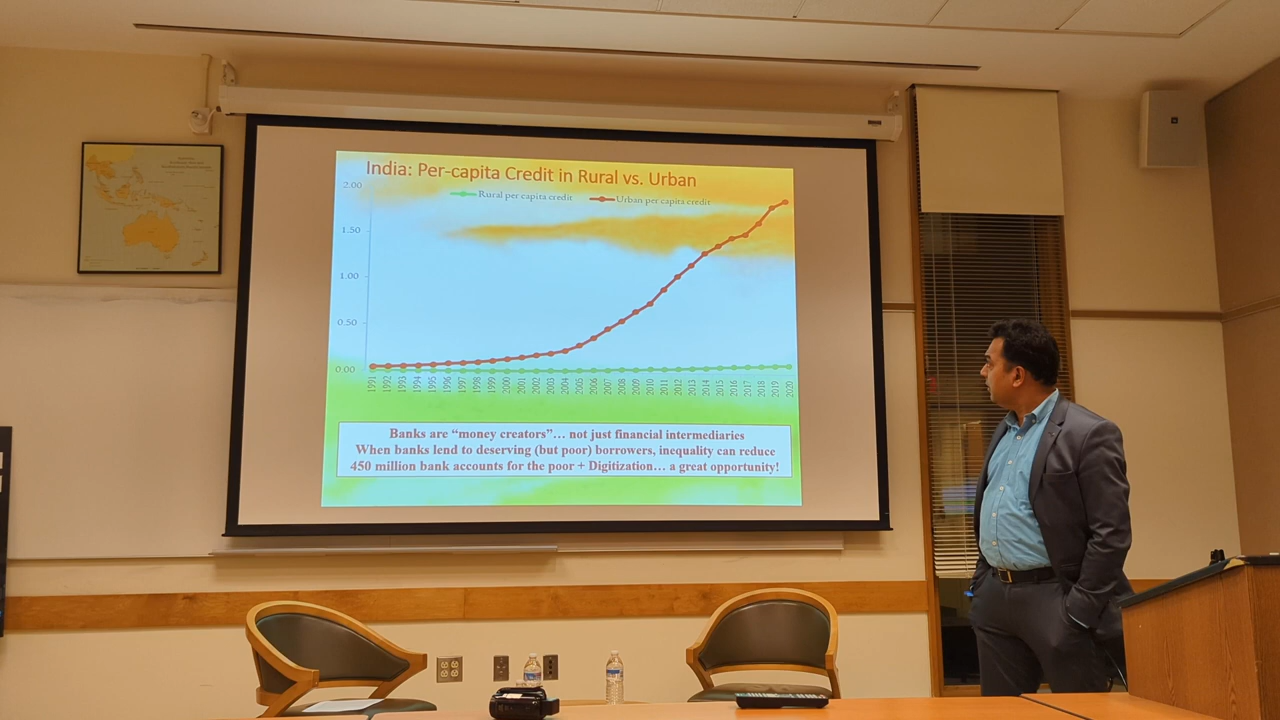 India: Per-capita Credit in Rural vs. Urban
2.00
Rural per capita credit
Urban per capita credit
1.50
1.00
0.50
0.00
1991 1992 1993 1994 1995 1996 1997 1998 1999 2000 2001 2002 2003 2004 2005 2006 2007 2008 2009 2010 2011 2012 2013 2014 2015 2016 2017 2018 2019 2020
Banks are “money creators”… not just financial intermediaries
When banks lend to deserving (but poor) borrowers, inequality can reduce
450 million bank accounts for the poor + Digitization… a great opportunity!